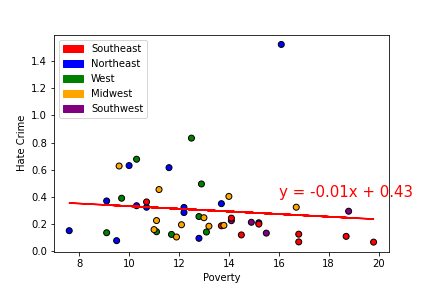 Southeast
Northeast
West
Midwest
Southwest
y = -0.01x + 0.43
1.4
1.2
1.0
0.8
0.6
0.4
0.2
0.0
Hate Crime
8 10 12 14 16 18 20
Poverty